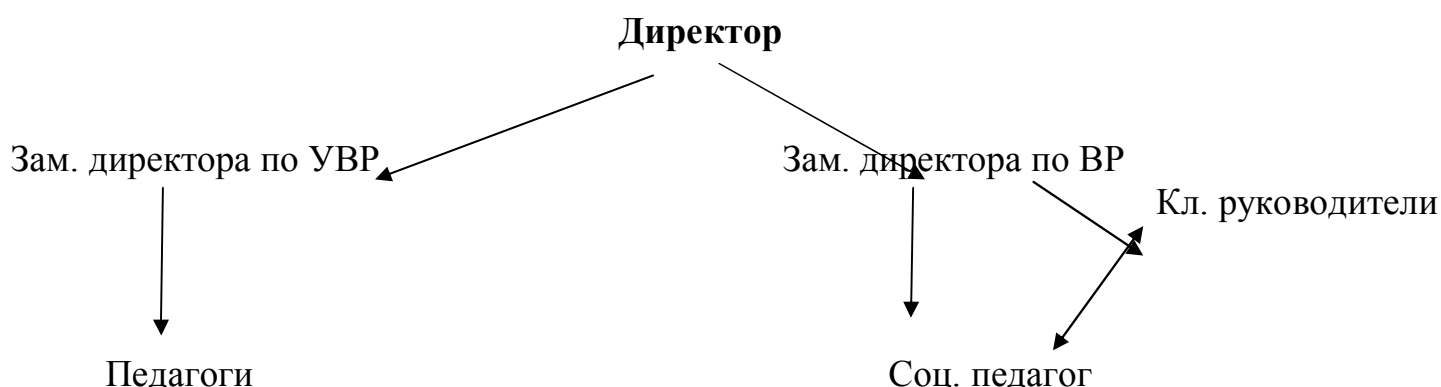 Директор
Зам. директора по УВР
Зам. директора по ВР
Кл. руководители
Педагоги
Соц. педагог